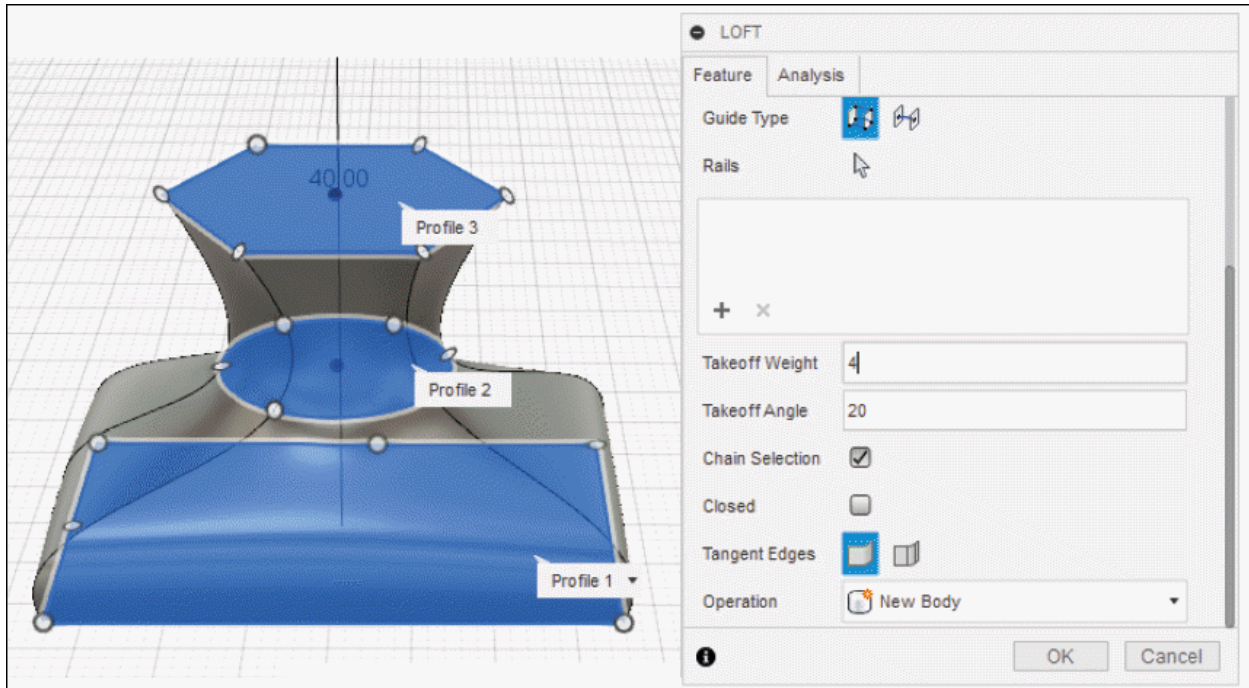 LOFT
Feature
Analysis
Guide Type
Rails
Takeoff Weight 4
Takeoff Angle 20
Chain Selection
Closed
Tangent Edges
Operation New Body
OK
Cancel
40.00
Profile 3
Profile 2
Profile 1